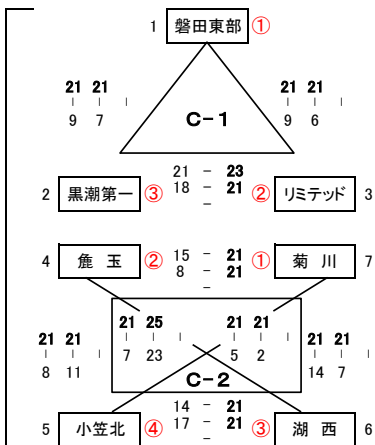 1 磐田東部 ①
21 21 21 21
| | | | | |
9 7 9 6
C-1
21 - 23
2 黒潮第一 ③ 18 - 21 ② リミテッド 3
-
4 麁 玉 ② 15 - 21 ① 菊 川 7
8 - 21
-
21 25 21 21
21 21 | | | | | | 21 21
| | | 7 23 5 2 | | |
8 11 14 7
C-2
14 - 21
5 小笠北 ④ 17 - 21 ③ 湖 西 6
-